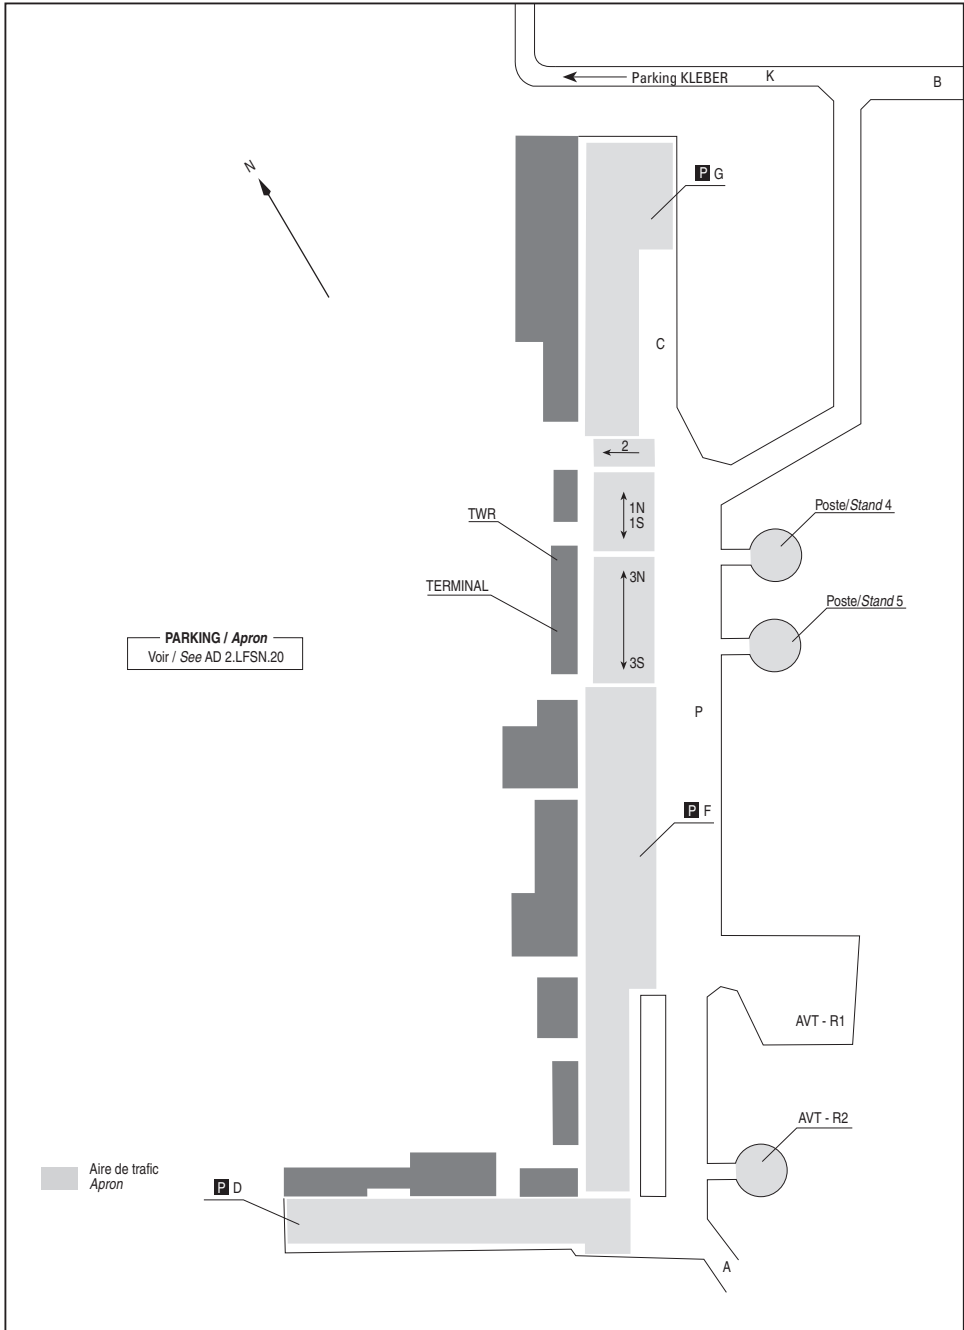 Parking KLEBER
K
B
N
P G
C
2
1N
1S
TWR
Poste/Stand 4
3N
TERMINAL
Poste/Stand 5
PARKING / Apron
Voir / See AD 2.LFSN.20
3S
P
P F
AVT - R1
AVT - R2
Aire de trafic
Apron
P D
A